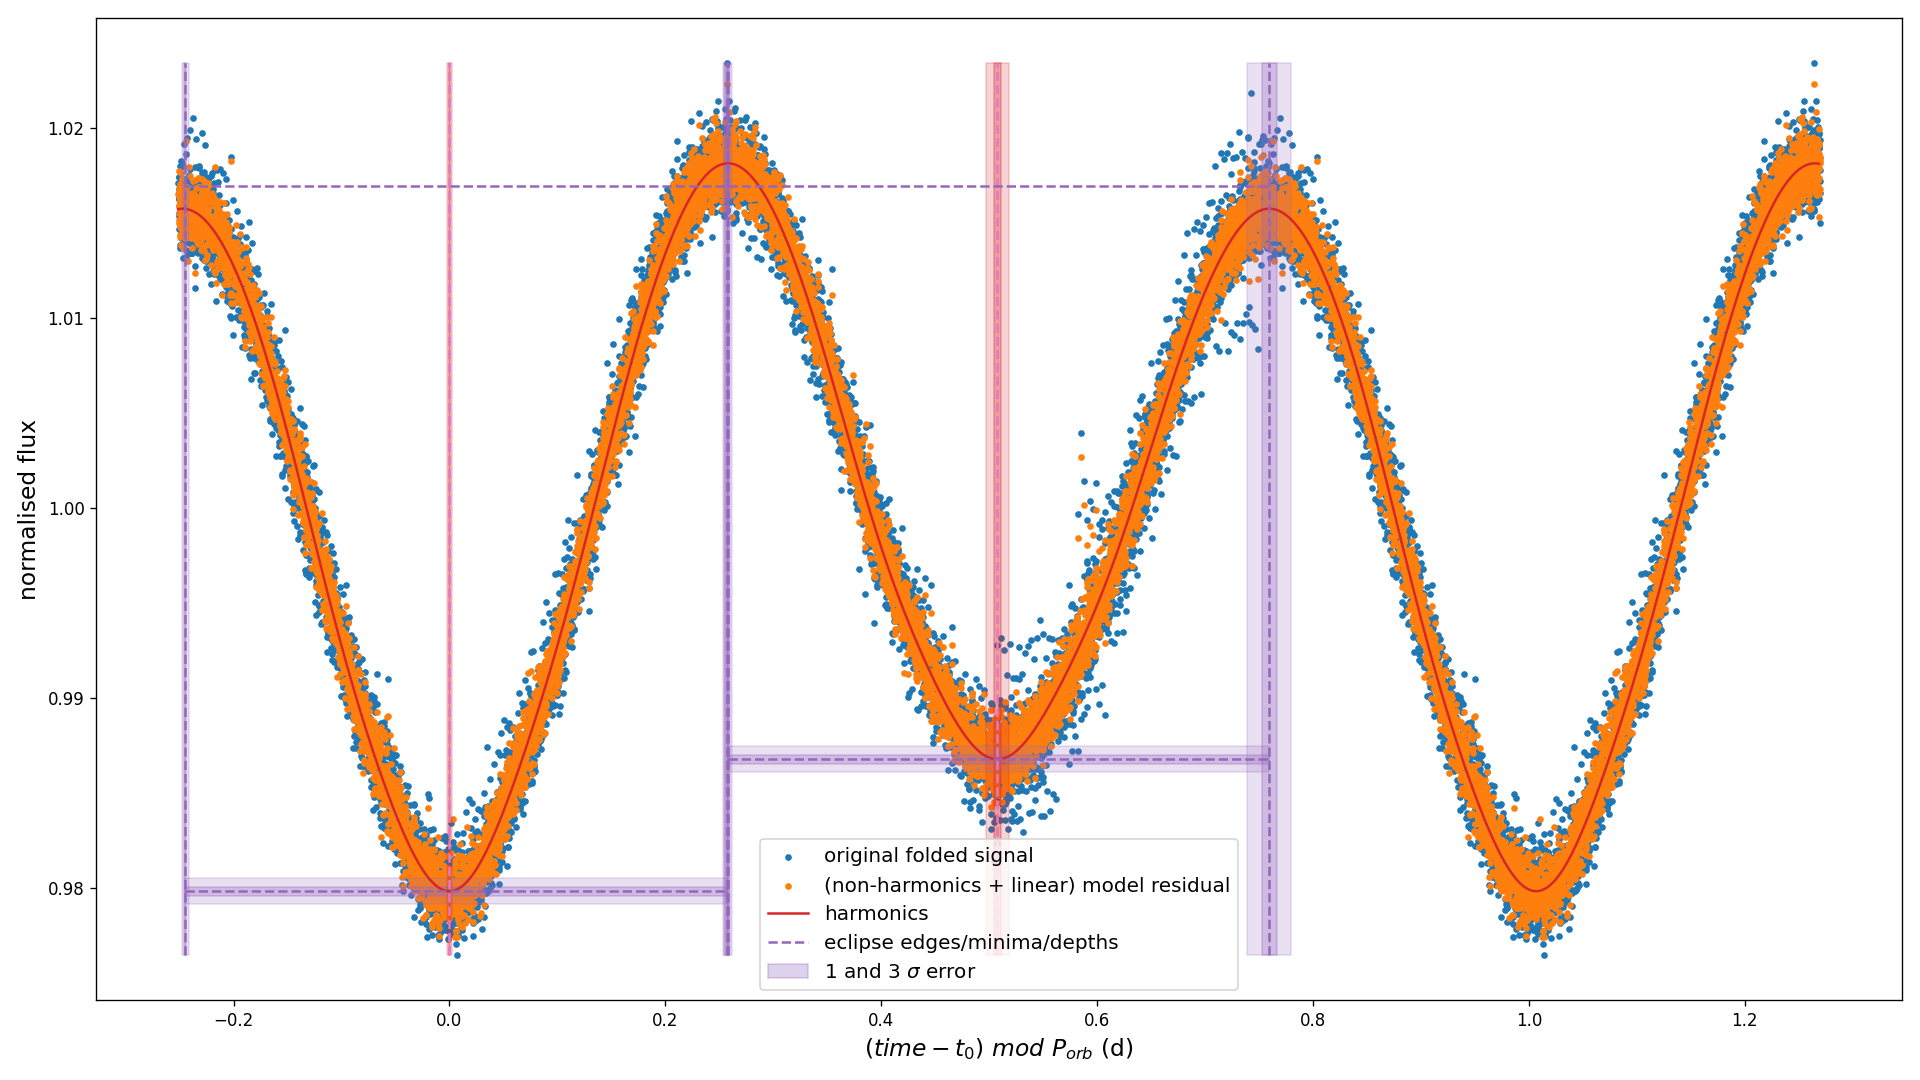 normalised flux
1.02
1.01
1.00
0.99
0.98
original folded signal
(non-harmonics + linear) model residual
harmonics
eclipse edges/minima/depths
1 and 3 σ error
−0.2
0.0
0.2
0.4
0.6
0.8
1.0
1.2
(time − t₀) mod Pₒᵣb (d)